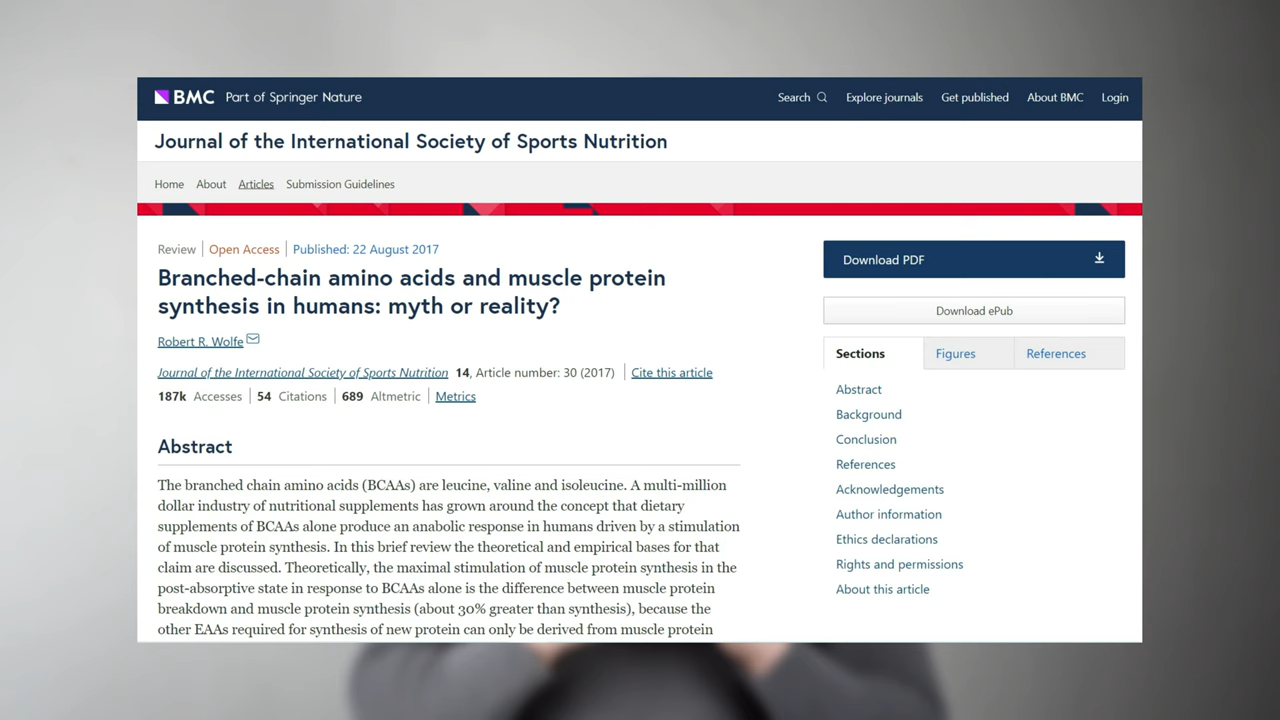 BMC Part of Springer Nature
Search Explore journals Get published About BMC Login
Journal of the International Society of Sports Nutrition
Home About Articles Submission Guidelines
Review Open Access Published: 22 August 2017
Branched-chain amino acids and muscle protein
synthesis in humans: myth or reality?
Robert R. Wolfe
Journal of the International Society of Sports Nutrition 14, Article number: 30 (2017) Cite this article
187k Accesses 54 Citations 689 Altmetric Metrics
Abstract
The branched chain amino acids (BCAAs) are leucine, valine and isoleucine. A multi-million
dollar industry of nutritional supplements has grown around the concept that dietary
supplements of BCAAs alone produce an anabolic response in humans driven by a stimulation
of muscle protein synthesis. In this brief review the theoretical and empirical bases for that
claim are discussed. Theoretically, the maximal stimulation of muscle protein synthesis in the
post-absorptive state in response to BCAAs alone is the difference between muscle protein
breakdown and muscle protein synthesis (about 30% greater than synthesis), because the
other EAAs required for synthesis of new protein can only be derived from muscle protein
Download PDF
Download ePub
Sections Figures References
Abstract
Background
Conclusion
References
Acknowledgements
Author information
Ethics declarations
Rights and permissions
About this article